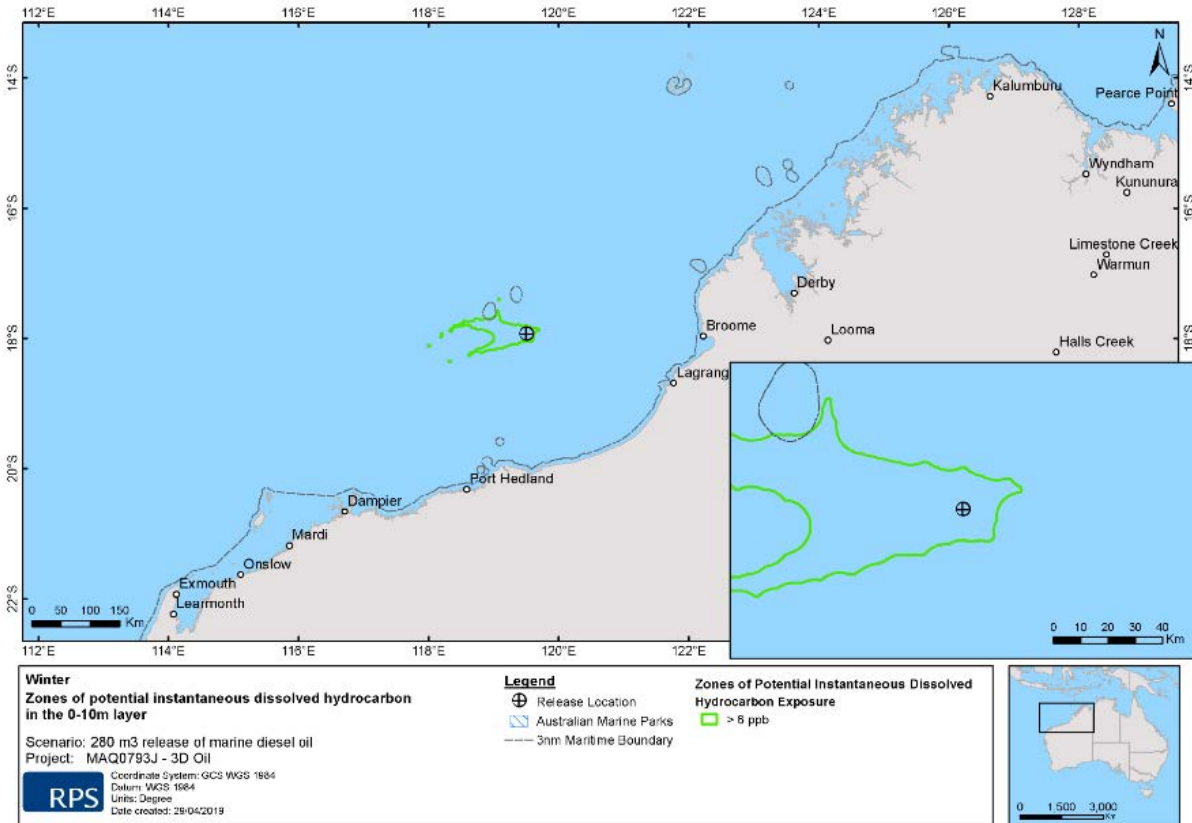 112°E 114°E 116°E 118°E 120°E 122°E 124°E 126°E 128°E
N
14°S 14°S
Kalumburu
Pearce Point
Wyndham
Kununura
16°S 16°S
Limestone Creek
Warmun
Derby
Broome
Looma
Halls Creek
18°S 18°S
Lagrang
20°S
Port Hedland
Dampier
Mardi
Onslow
Exmouth
Learmonth
22°S
0 50 100 150
Km
0 10 20 30 40
Km
112°E 114°E 116°E 118°E 120°E 122°E
Winter
Zones of potential instantaneous dissolved hydrocarbon
in the 0-10m layer
Scenario: 280 m3 release of marine diesel oil
Project: MAQ0793J - 3D Oil
RPS
Coordinate System: GCS WGS 1984
Datum: WGS 1984
Units: Degree
Date created: 29/04/2019
Legend
Release Location
Australian Marine Parks
3nm Maritime Boundary
Zones of Potential Instantaneous Dissolved
Hydrocarbon Exposure
> 6 ppb
0 1,500 3,000
Km